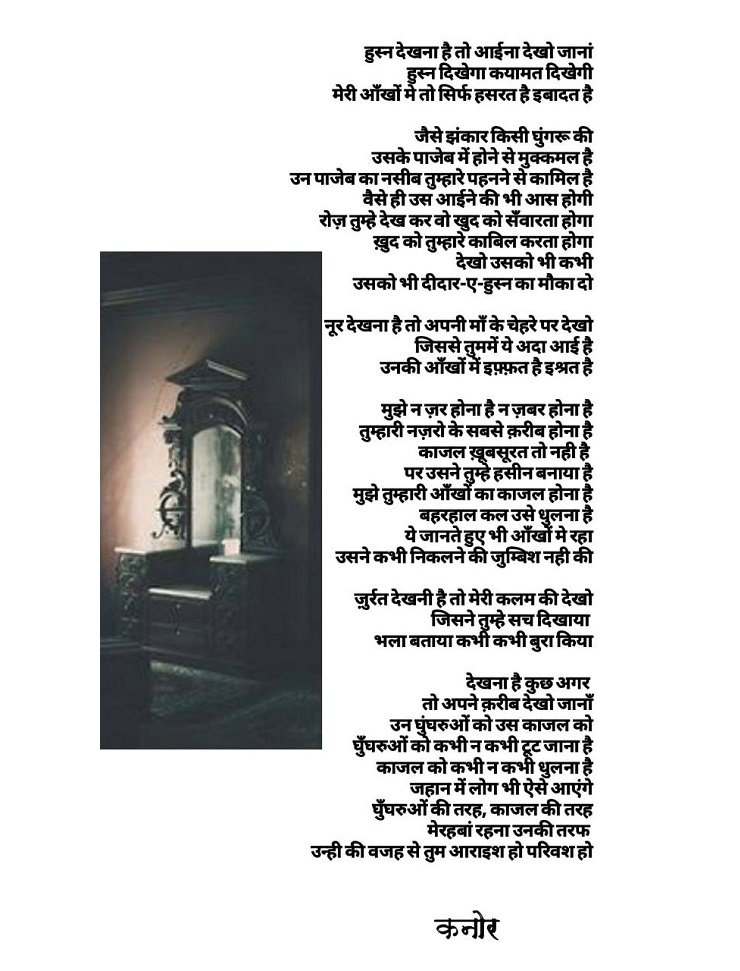 हुस्न देखना है तो आईना देखो जानां
हुस्न दिखेगा कयामत दिखेगी
मेरी आँखों मे तो सिर्फ हसरत है इबादत है
जैसे झंकार किसी घुंगरू की
उसके पाजेब में होने से मुक्कमल है
उन पाजेब का नसीब तुम्हारे पहनने से कामिल है
वैसे ही उस आईने की भी आस होगी
रोज़ तुम्हे देख कर वो खुद को सँवारता होगा
ख़ुद को तुम्हारे काबिल करता होगा
देखो उसको भी कभी
उसको भी दीदार-ए-हुस्न का मौका दो
नूर देखना है तो अपनी माँ के चेहरे पर देखो
जिससे तुममें ये अदा आई है
उनकी आँखों में इफ़्फ़त है इश्रत है
मुझे न ज़र होना है न ज़बर होना है
तुम्हारी नज़रो के सबसे क़रीब होना है
काजल ख़ूबसूरत तो नही है
पर उसने तुम्हे हसीन बनाया है
मुझे तुम्हारी आँखों का काजल होना है
बहरहाल कल उसे धुलना है
ये जानते हुए भी आँखों मे रहा
उसने कभी निकलने की जुम्बिश नही की
ज़ुर्रत देखनी है तो मेरी कलम की देखो
जिसने तुम्हे सच दिखाया
भला बताया कभी कभी बुरा किया
देखना है कुछ अगर
तो अपने क़रीब देखो जानाँ
उन घुंघरुओं को उस काजल को
घुँघरुओं को कभी न कभी टूट जाना है
काजल को कभी न कभी धुलना है
जहान में लोग भी ऐसे आएंगे
घुँघरुओं की तरह, काजल की तरह
मेरहबां रहना उनकी तरफ
उन्ही की वजह से तुम आराइश हो परिवश हो
कनोर